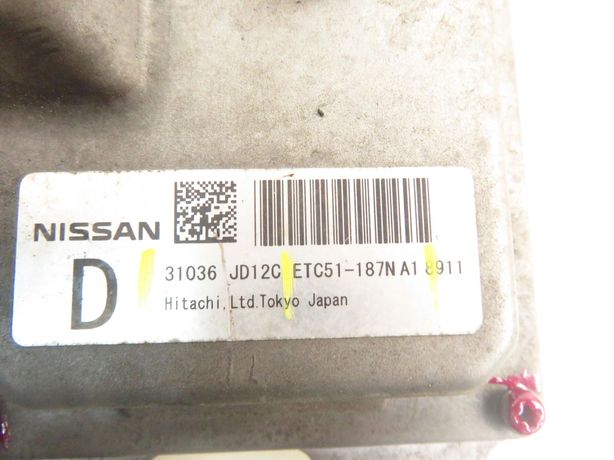 NISSAN
D
31036 JD12C ETC51-187N A1 8911
Hitachi,Ltd.Tokyo Japan